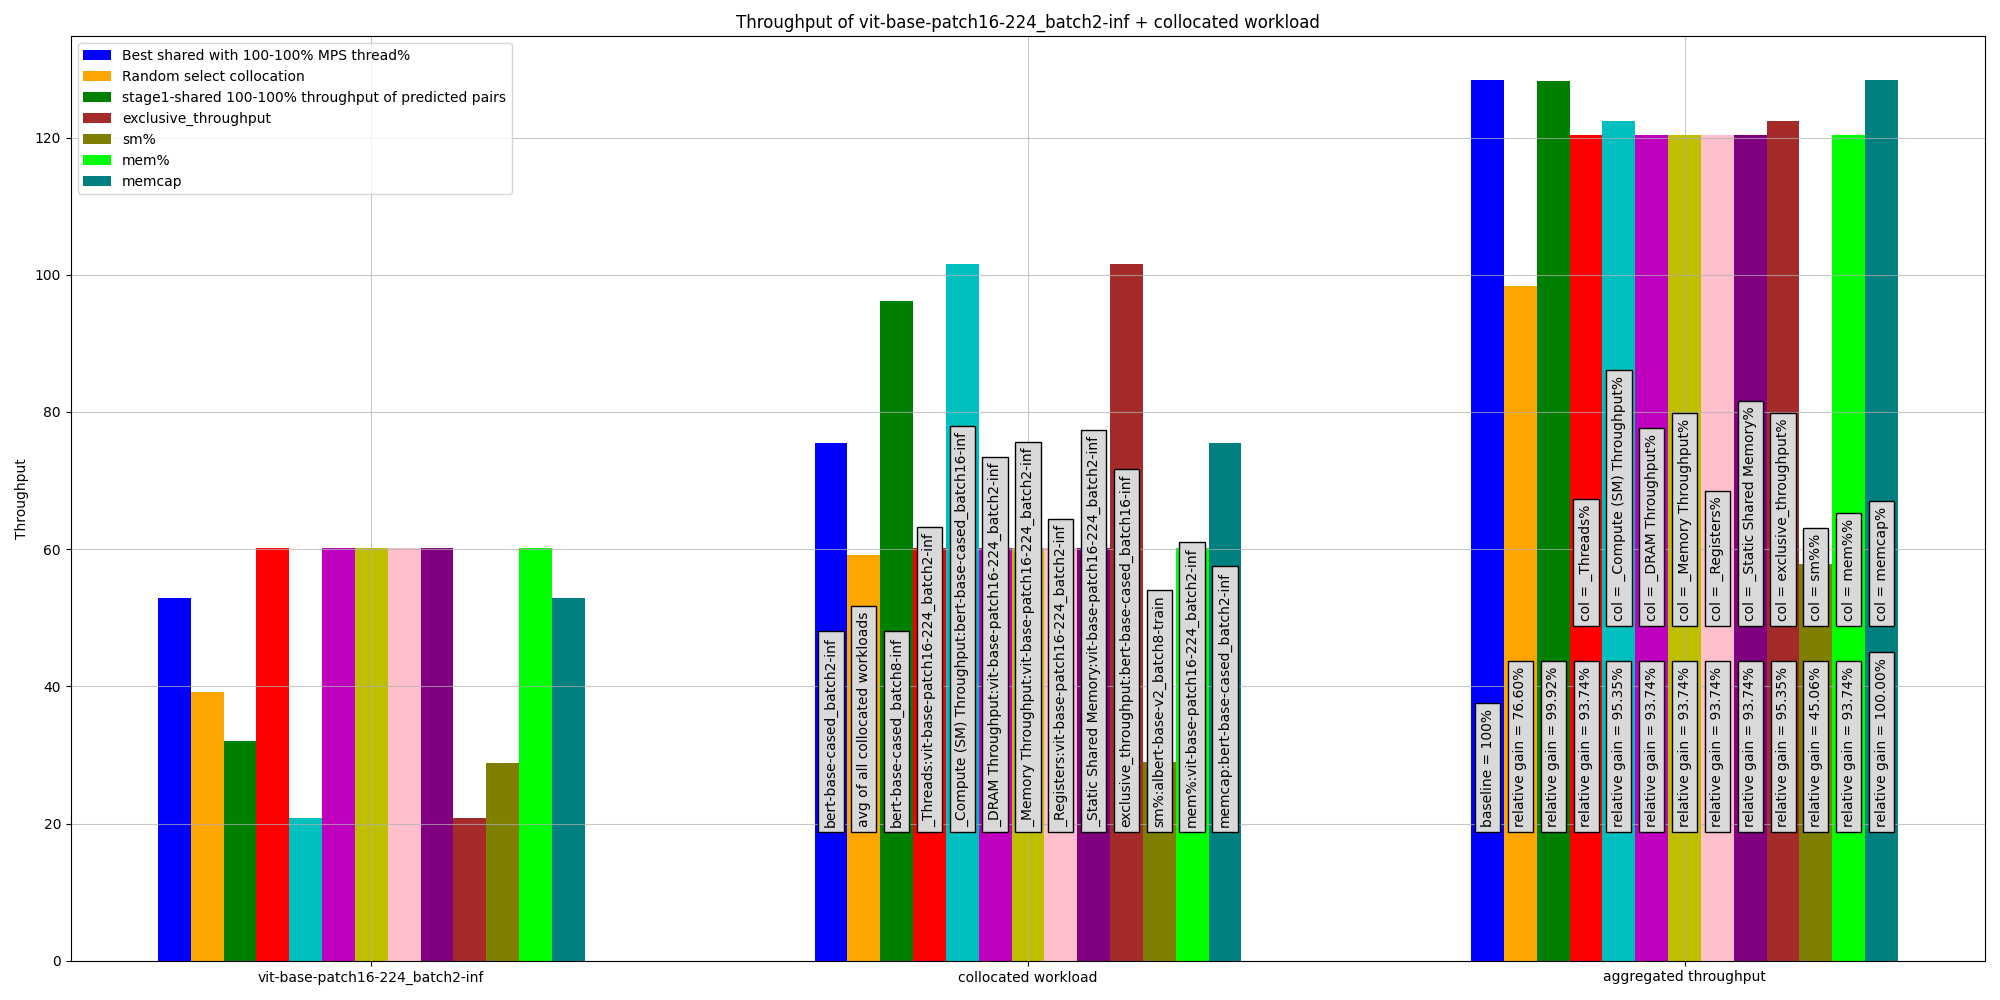 Throughput of vit-base-patch16-224_batch2-inf + collocated workload
Best shared with 100-100% MPS thread%
Random select collocation
stage1-shared 100-100% throughput of predicted pairs
exclusive_throughput
sm%
mem%
memcap
Throughput
120
100
80
60
40
20
0
bert-base-cased_batch2-inf
avg of all collocated workloads
bert-base-cased_batch8-inf
_Threads:vit-base-patch16-224_batch2-inf
_Compute (SM) Throughput:bert-base-cased_batch16-inf
_DRAM Throughput:vit-base-patch16-224_batch2-inf
_Memory Throughput:vit-base-patch16-224_batch2-inf
_Registers:vit-base-patch16-224_batch2-inf
_Static Shared Memory:vit-base-patch16-224_batch2-inf
exclusive_throughput:bert-base-cased_batch16-inf
sm%:albert-base-v2_batch8-train
mem%:vit-base-patch16-224_batch2-inf
memcap:bert-base-cased_batch2-inf
col = _Threads%
col = _Compute (SM) Throughput%
col = _DRAM Throughput%
col = _Memory Throughput%
col = _Registers%
col = _Static Shared Memory%
col = exclusive_throughput%
col = sm%%
col = mem%%
col = memcap%
baseline = 100%
relative gain = 76.60%
relative gain = 99.92%
relative gain = 93.74%
relative gain = 95.35%
relative gain = 93.74%
relative gain = 93.74%
relative gain = 93.74%
relative gain = 93.74%
relative gain = 95.35%
relative gain = 45.06%
relative gain = 93.74%
relative gain = 100.00%
vit-base-patch16-224_batch2-inf
collocated workload
aggregated throughput